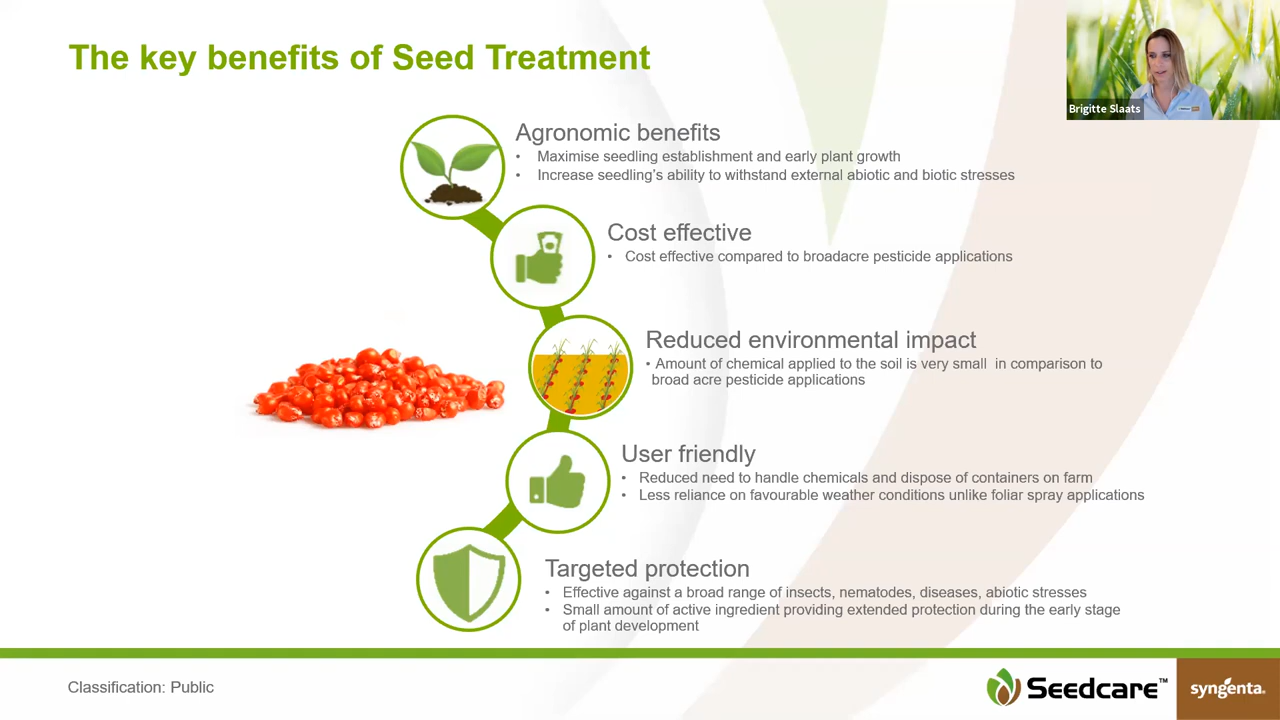 The key benefits of Seed Treatment
Brigitte Slaats
Agronomic benefits
• Maximise seedling establishment and early plant growth
• Increase seedling's ability to withstand external abiotic and biotic stresses
Cost effective
• Cost effective compared to broadacre pesticide applications
Reduced environmental impact
• Amount of chemical applied to the soil is very small in comparison to
broad acre pesticide applications
User friendly
• Reduced need to handle chemicals and dispose of containers on farm
• Less reliance on favourable weather conditions unlike foliar spray applications
Targeted protection
• Effective against a broad range of insects, nematodes, diseases, abiotic stresses
• Small amount of active ingredient providing extended protection during the early stage
of plant development
Classification: Public
Seedcare™
syngenta